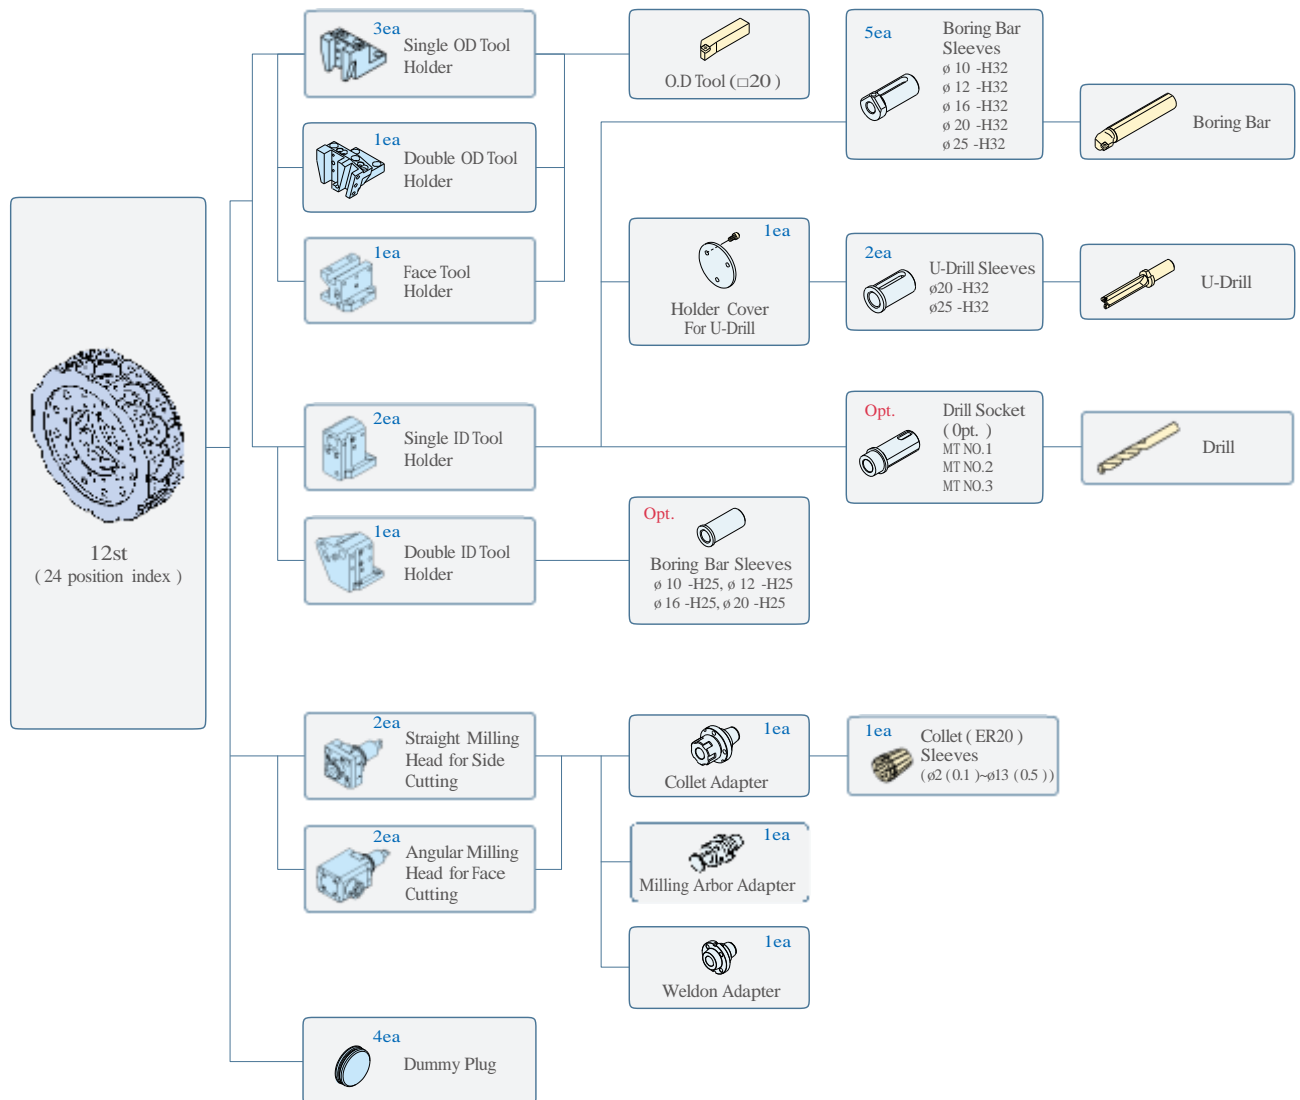 12st
( 24 position index )
3ea
Single OD Tool
Holder
1ea
Double OD Tool
Holder
1ea
Face Tool
Holder
2ea
Single ID Tool
Holder
1ea
Double ID Tool
Holder
2ea
Straight Milling
Head for Side
Cutting
2ea
Angular Milling
Head for Face
Cutting
4ea
Dummy Plug
O.D Tool ( □20 )
1ea
Holder Cover
For U-Drill
Opt.
Boring Bar Sleeves
ø 10 -H25, ø 12 -H25
ø 16 -H25, ø 20 -H25
1ea
Collet Adapter
1ea
Milling Arbor Adapter
1ea
Weldon Adapter
5ea
Boring Bar
Sleeves
ø 10 -H32
ø 12 -H32
ø 16 -H32
ø 20 -H32
ø 25 -H32
2ea
U-Drill Sleeves
ø20 -H32
ø25 -H32
Opt.
Drill Socket
( Opt. )
MT NO.1
MT NO.2
MT NO.3
1ea
Collet ( ER20 )
Sleeves
(ø2 (0.1 )~ø13 (0.5 ))
Boring Bar
U-Drill
Drill